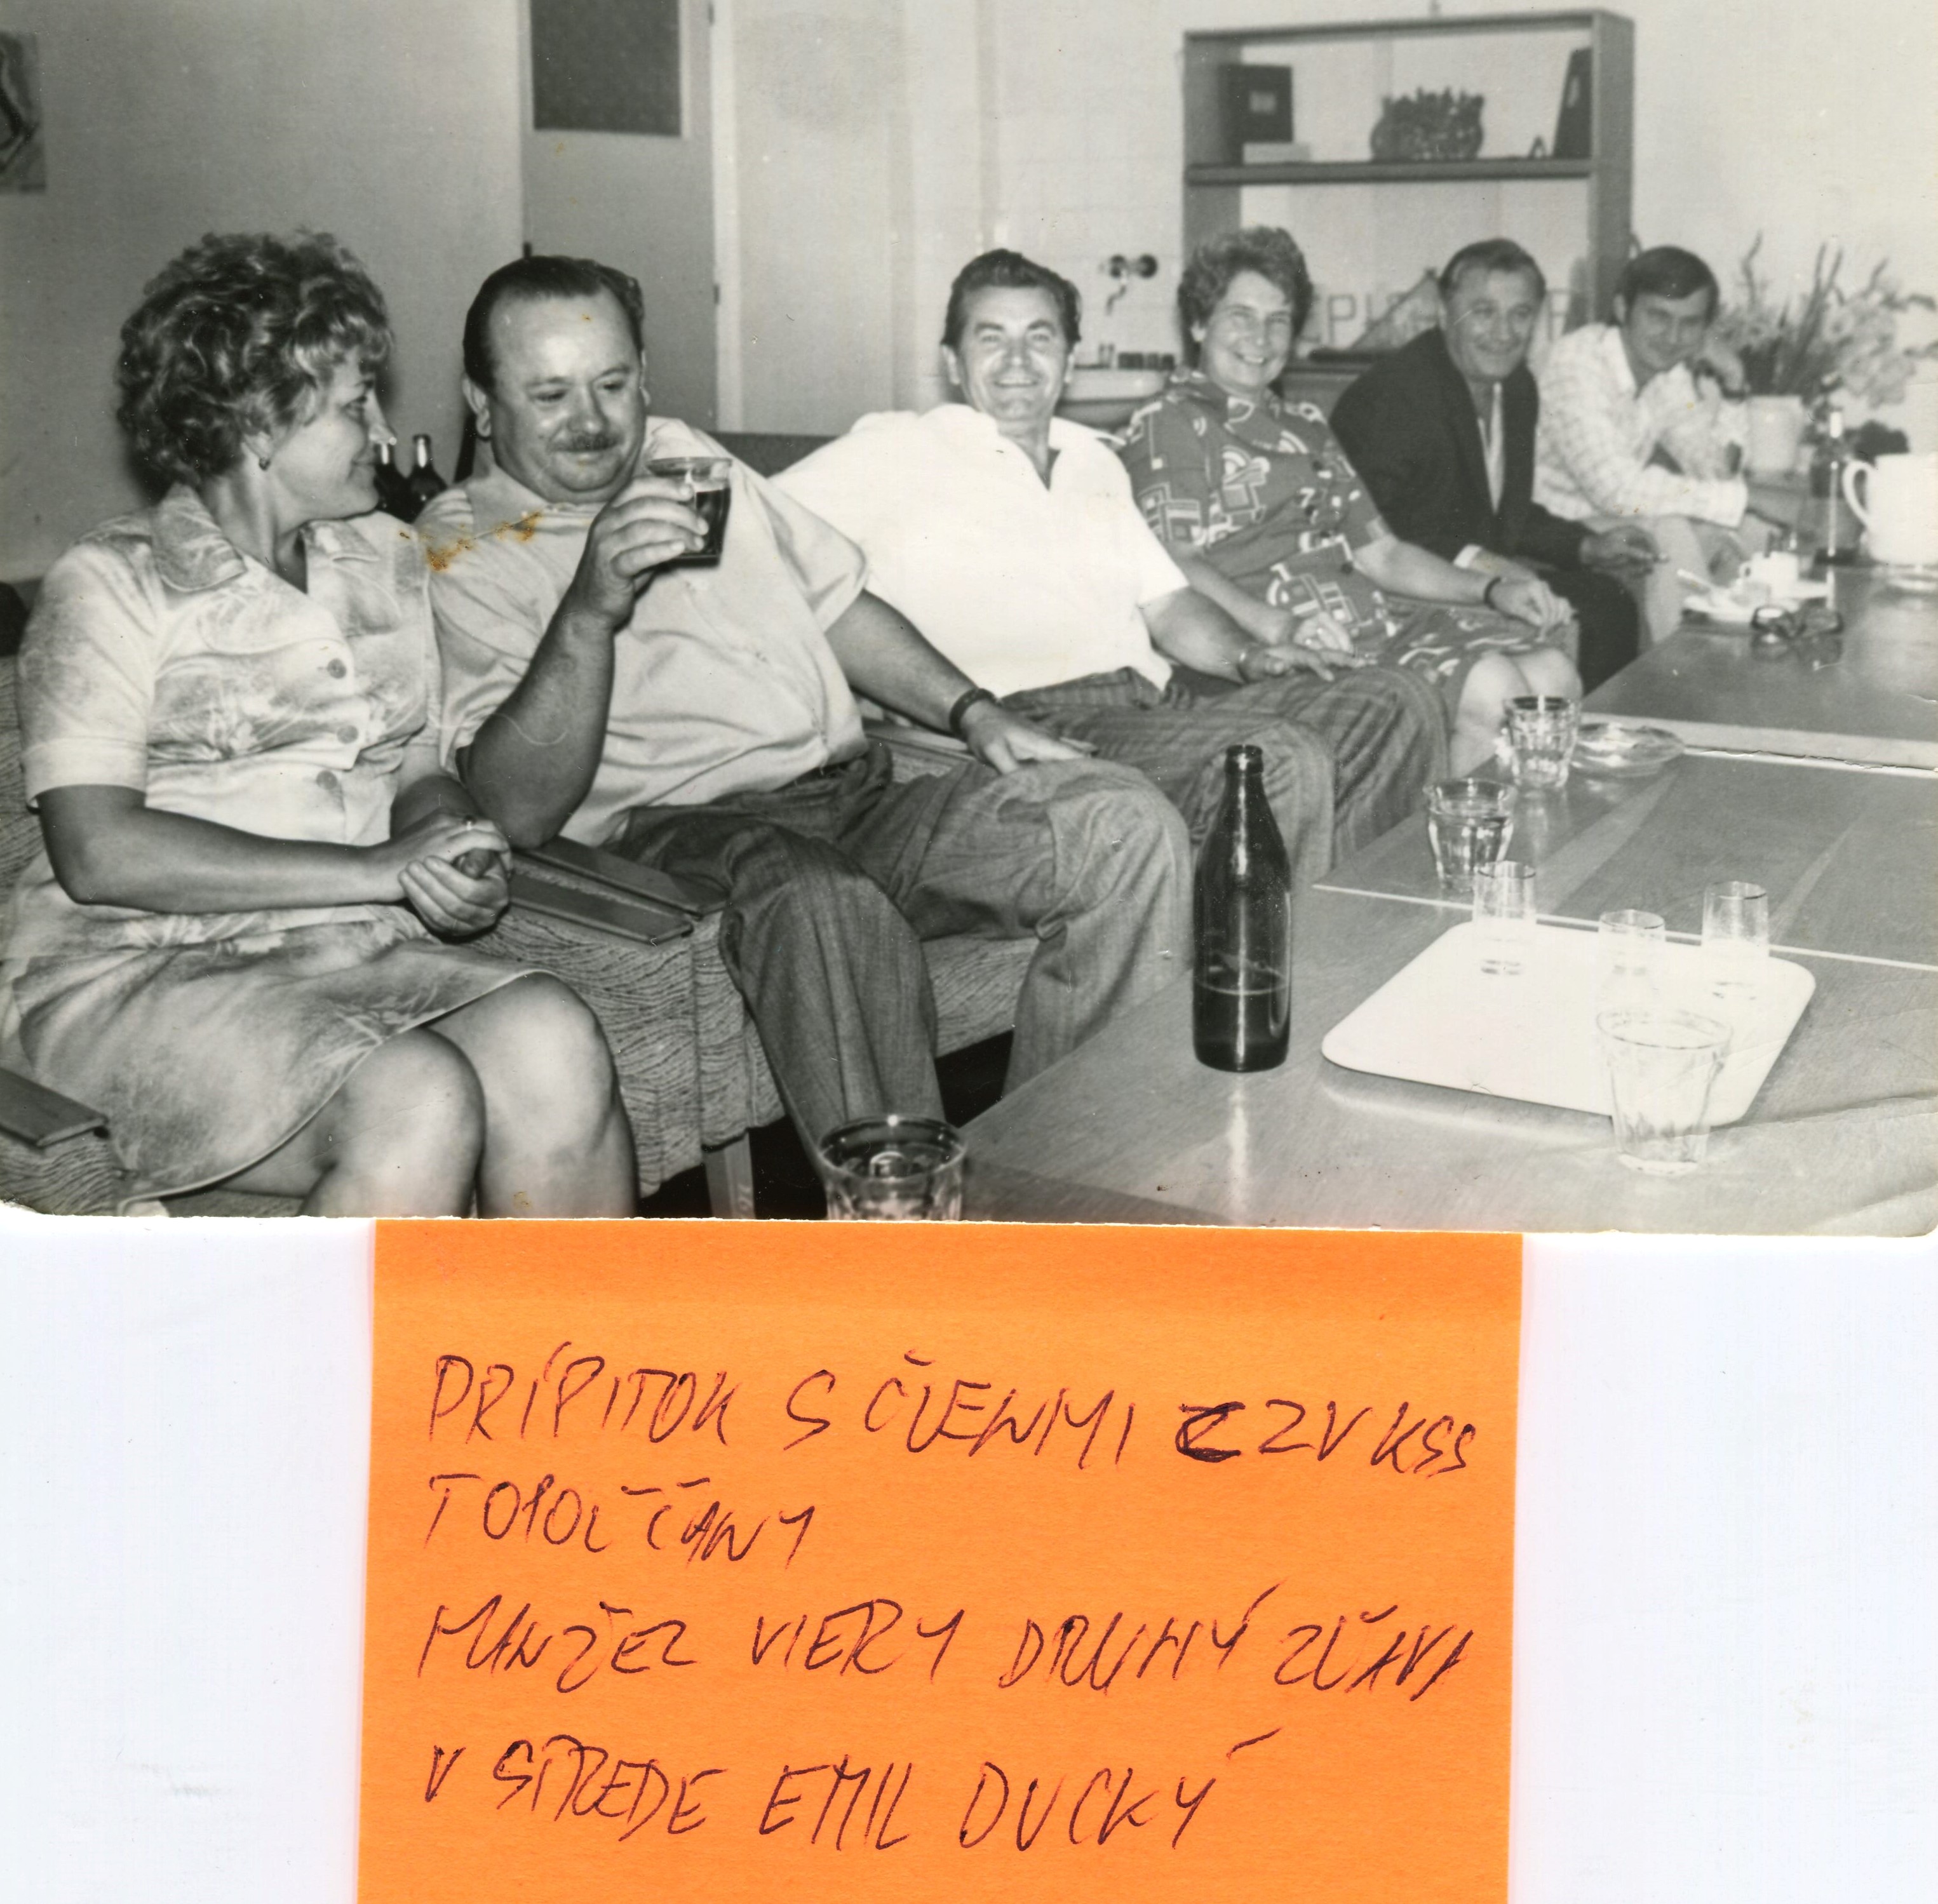 PRÍPITOK S ČLENMI ZZV KSS
TOPOĽČANY
MANŽEL VIERY DRUHÝ ZĽAVA
V STREDE EMIL DUCKÝ